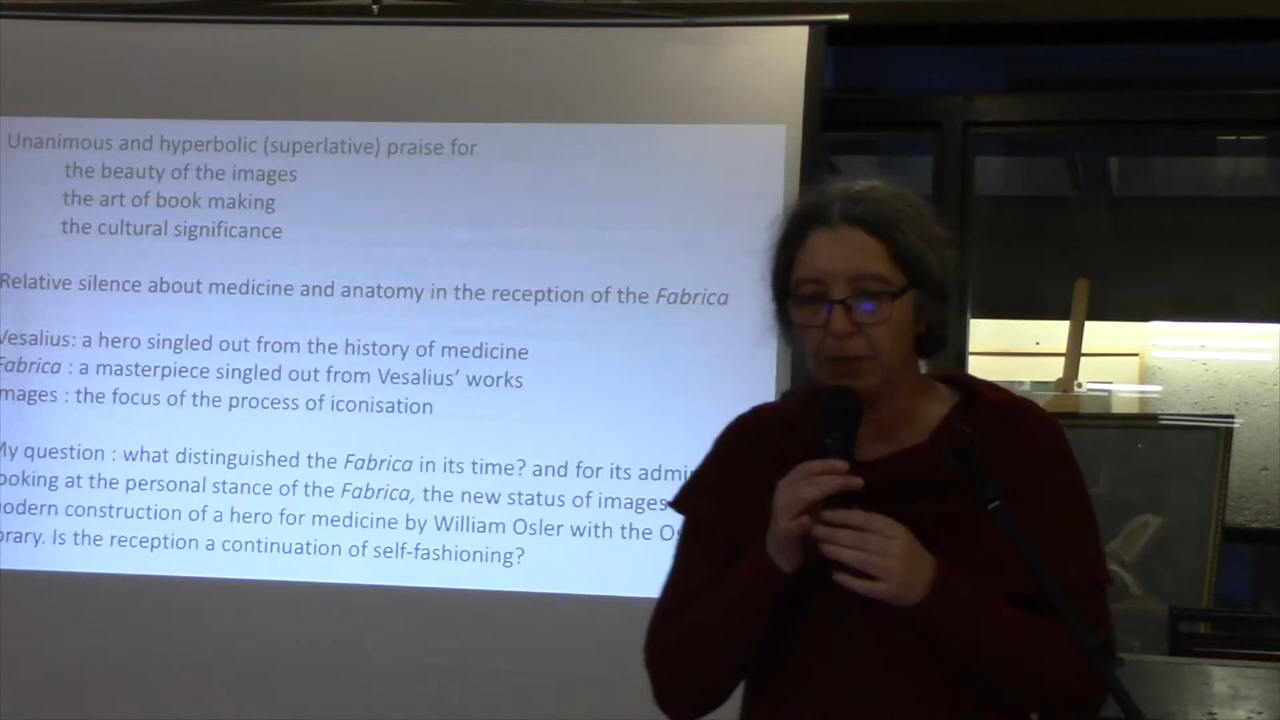 Unanimous and hyperbolic (superlative) praise for
the beauty of the images
the art of book making
the cultural significance
Relative silence about medicine and anatomy in the reception of the Fabrica
Vesalius: a hero singled out from the history of medicine
Fabrica : a masterpiece singled out from Vesalius' works
mages : the focus of the process of iconisation
My question : what distinguished the Fabrica in its time? and for its admi
ooking at the personal stance of the Fabrica, the new status of images
odern construction of a hero for medicine by William Osler with the Os
brary. Is the reception a continuation of self-fashioning?